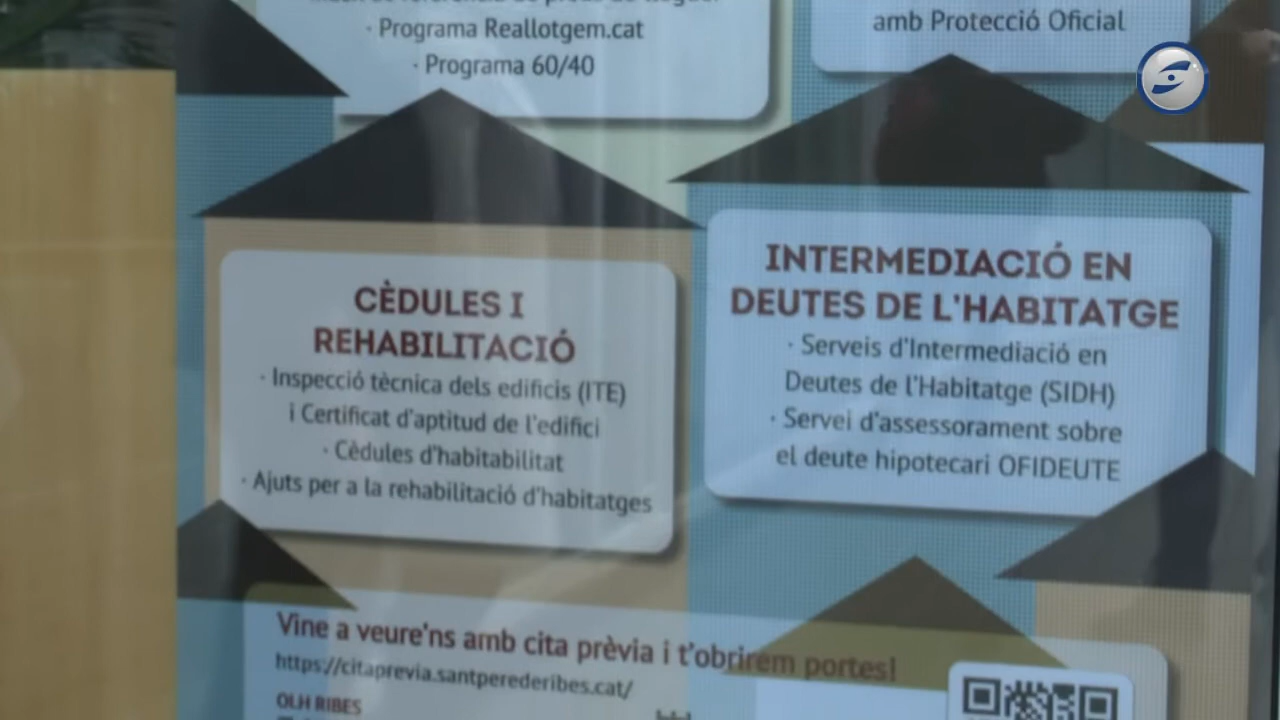 · Programa Reallotgem.cat
· Programa 60/40
amb Protecció Oficial
CÈDULES I
REHABILITACIÓ
· Inspecció tècnica dels edificis (ITE)
i Certificat d'aptitud de l'edifici
· Cèdules d'habitabilitat
· Ajuts per a la rehabilitació d'habitatges
INTERMEDIACIÓ EN
DEUTES DE L'HABITATGE
· Serveis d'Intermediació en
Deutes de l'Habitatge (SIDH)
· Servei d'assessorament sobre
el deute hipotecari OFIDEUTE
Vine a veure'ns amb cita prèvia i t'obrirem portes!
https://citaprevia.santperederibes.cat/
OLH RIBES